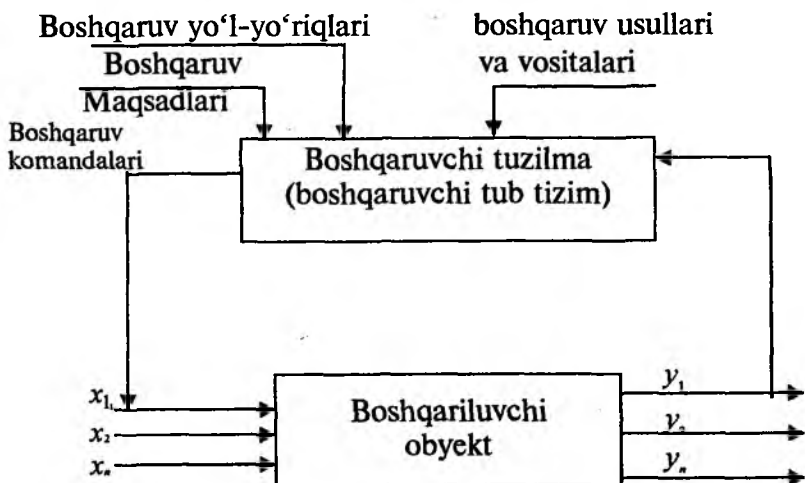 Boshqaruv yo‘l-yo‘riqlari
boshqaruv usullari
Boshqaruv
va vositalari
Maqsadlari
Boshqaruv
komandalari
Boshqaruvchi tuzilma
(boshqaruvchi tub tizim)
x₁
x₂
xₙ
Boshqariluvchi
obyekt
y₁
y₂
yₙ